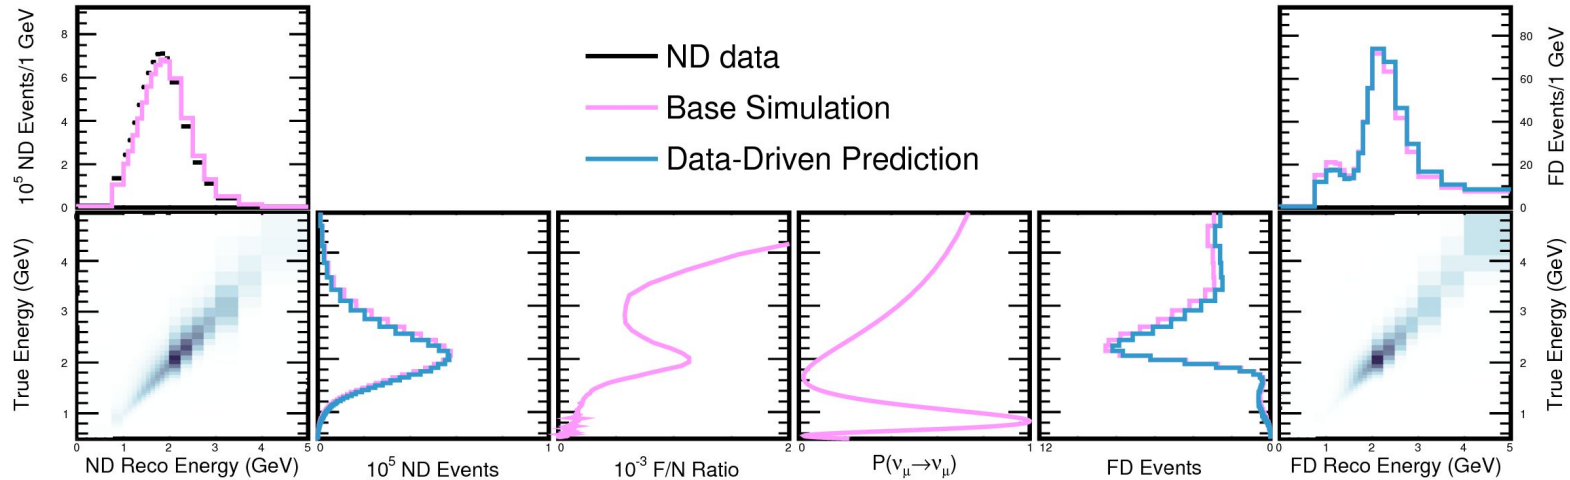 10⁵ ND Events/1 GeV
8
6
4
2
0
ND data
Base Simulation
Data-Driven Prediction
80
60
40
20
0
FD Events/1 GeV
True Energy (GeV)
4
3
2
1
4
3
2
1
True Energy (GeV)
0 1 2 3 4 5
0 1
0 2
0 1
12 0
0 1 2 3 4 5
ND Reco Energy (GeV)
10⁵ ND Events
10⁻³ F/N Ratio
P(νμ→νμ)
FD Events
FD Reco Energy (GeV)